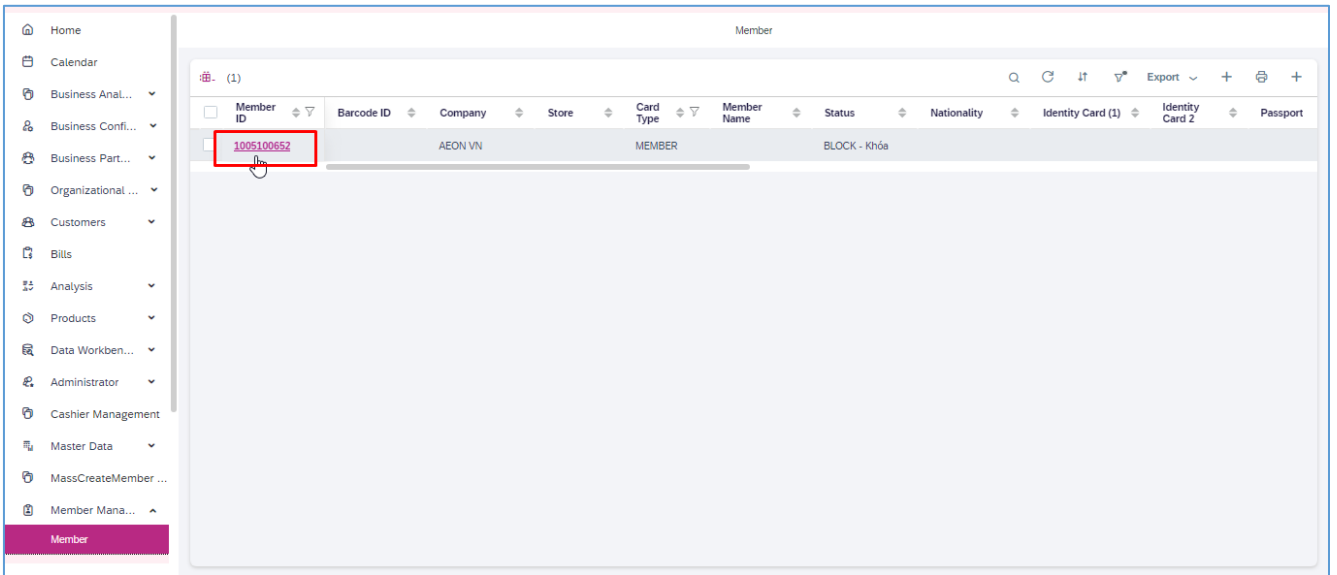 Home
Calendar
Business Anal...
Business Confi...
Business Part...
Organizational ...
Customers
Bills
Analysis
Products
Data Workben...
Administrator
Cashier Management
Master Data
MassCreateMember ...
Member Mana...
Member
Member
(1)
Export
Member ID
Barcode ID
Company
Store
Card Type
Member Name
Status
Nationality
Identity Card (1)
Identity Card 2
Passport
1005100652
AEON VN
MEMBER
BLOCK - Khóa